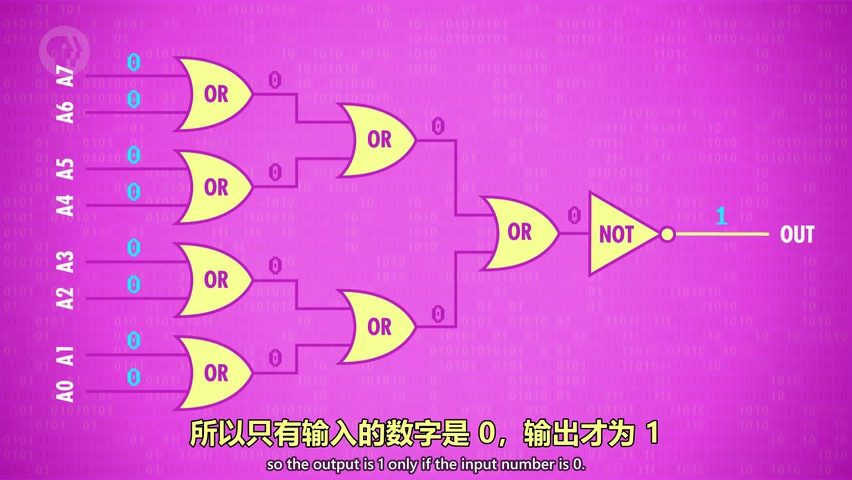 A7 0
OR 0
A6 0
OR 0
A5 0
OR 0
A4 0
OR 0 NOT 1 OUT
A3 0
OR 0
A2 0
OR 0
A1 0
OR 0
A0 0
所以只有输入的数字是 0，输出才为 1
so the output is 1 only if the input number is 0.